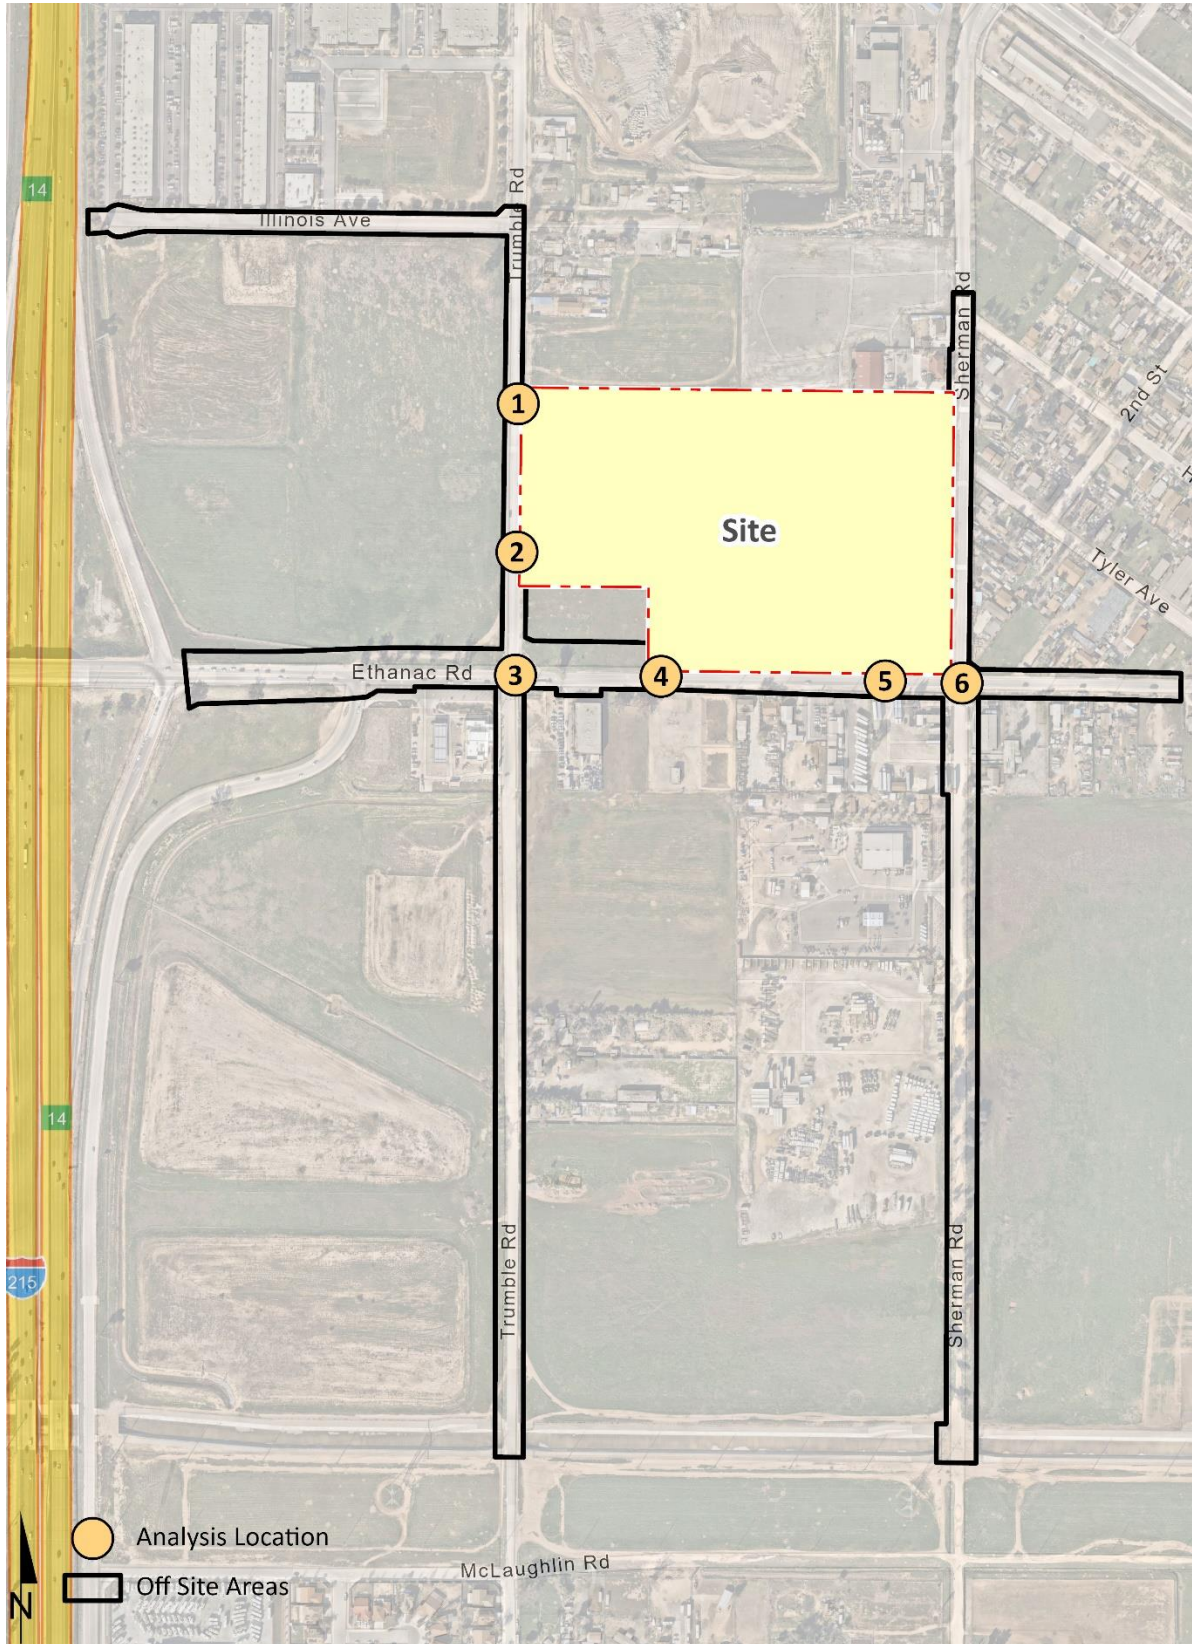 14
Illinois Ave
Trumble Rd
Sherman Rd
2nd St
H
1
2
Site
Tyler Ave
Ethanac Rd
3
4
5
6
14
215
Trumble Rd
Sherman Rd
Analysis Location
McLaughlin Rd
Off Site Areas
N